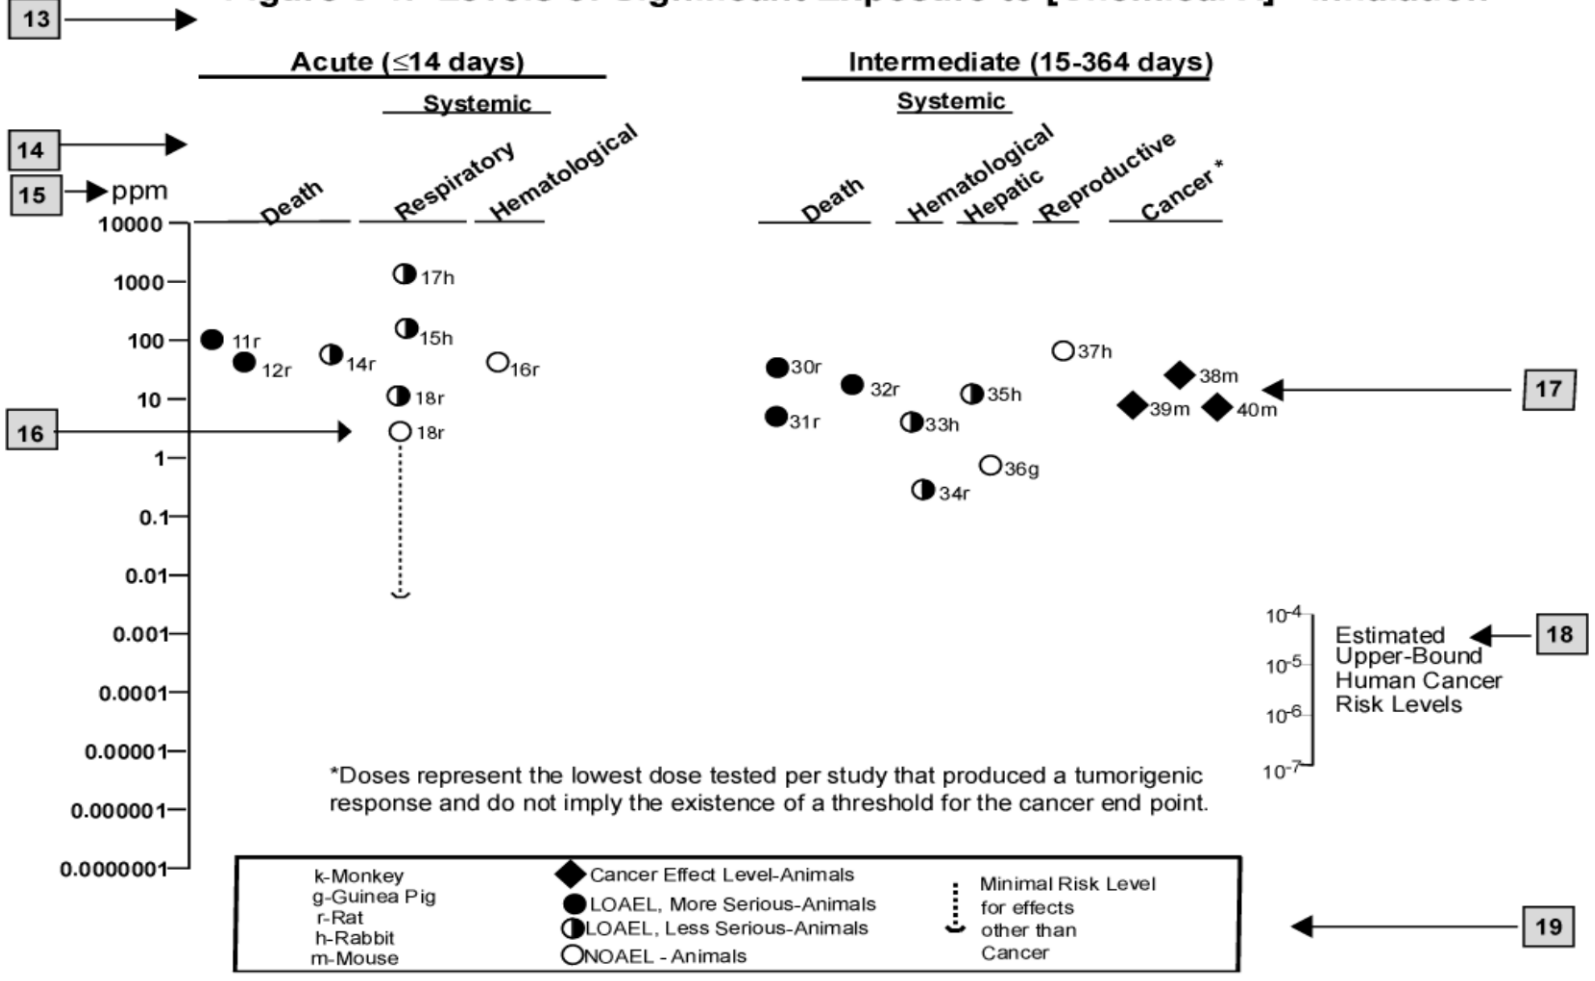 13
Acute (≤14 days)
Intermediate (15-364 days)
Systemic
Systemic
14
15
ppm
Death
Respiratory
Hematological
Death
Hematological
Hepatic
Reproductive
Cancer*
10000
1000
100
10
1
0.1
0.01
0.001
0.0001
0.00001
0.000001
0.0000001
17h
15h
11r
12r
14r
16r
18r
18r
16
30r
32r
31r
33h
34r
35h
36g
37h
38m
39m
40m
17
10-4
10-5
10-6
10-7
Estimated
Upper-Bound
Human Cancer
Risk Levels
18
*Doses represent the lowest dose tested per study that produced a tumorigenic
response and do not imply the existence of a threshold for the cancer end point.
k-Monkey
g-Guinea Pig
r-Rat
h-Rabbit
m-Mouse
Cancer Effect Level-Animals
LOAEL, More Serious-Animals
LOAEL, Less Serious-Animals
NOAEL - Animals
Minimal Risk Level
for effects
other than
Cancer
19